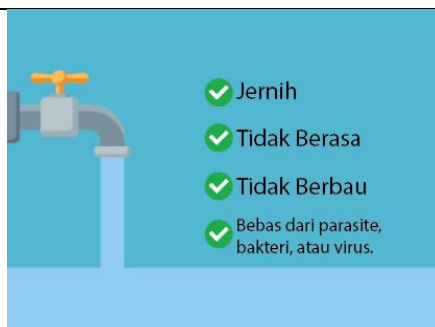 Jernih
Tidak Berasa
Tidak Berbau
Bebas dari parasite,
bakteri, atau virus.